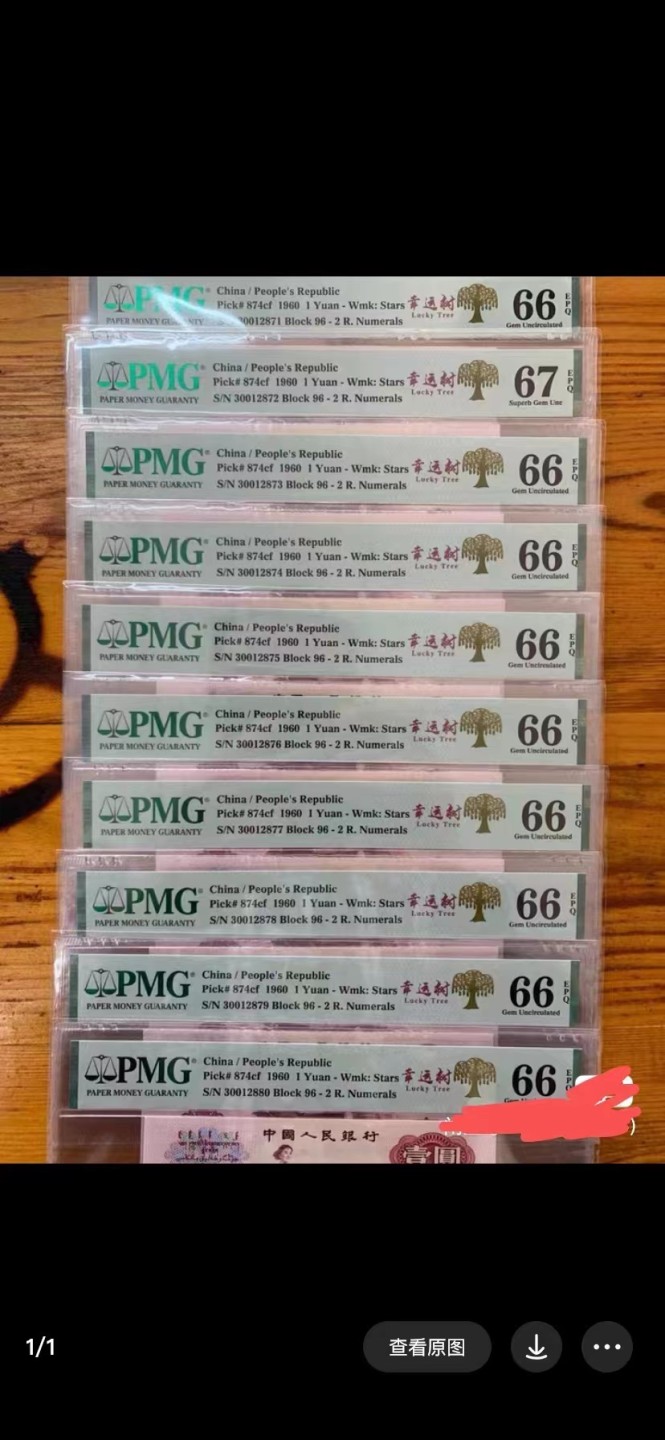 PMG
PAPER MONEY GUARANTY
China / People's Republic
Pick# 874cf 1960 1 Yuan - Wmk: Stars
30012871 Block 96 - 2 R. Numerals
幸运树
Lucky Tree
66
EPQ
Gem Uncirculated
PMG
PAPER MONEY GUARANTY
China / People's Republic
Pick# 874cf 1960 1 Yuan - Wmk: Stars
S/N 30012872 Block 96 - 2 R. Numerals
幸运树
Lucky Tree
67
EPQ
Superb Gem Unc
PMG
PAPER MONEY GUARANTY
China / People's Republic
Pick# 874cf 1960 1 Yuan - Wmk: Stars
S/N 30012873 Block 96 - 2 R. Numerals
幸运树
Lucky Tree
66
EPQ
Gem Uncirculated
PMG
PAPER MONEY GUARANTY
China / People's Republic
Pick# 874cf 1960 1 Yuan - Wmk: Stars
S/N 30012874 Block 96 - 2 R. Numerals
幸运树
Lucky Tree
66
EPQ
Gem Uncirculated
PMG
PAPER MONEY GUARANTY
China / People's Republic
Pick# 874cf 1960 1 Yuan - Wmk: Stars
S/N 30012875 Block 96 - 2 R. Numerals
幸运树
Lucky Tree
66
EPQ
Gem Uncirculated
PMG
PAPER MONEY GUARANTY
China / People's Republic
Pick# 874cf 1960 1 Yuan - Wmk: Stars
S/N 30012876 Block 96 - 2 R. Numerals
幸运树
Lucky Tree
66
EPQ
Gem Uncirculated
PMG
PAPER MONEY GUARANTY
China / People's Republic
Pick# 874cf 1960 1 Yuan - Wmk: Stars
S/N 30012877 Block 96 - 2 R. Numerals
幸运树
Lucky Tree
66
EPQ
Gem Uncirculated
PMG
PAPER MONEY GUARANTY
China / People's Republic
Pick# 874cf 1960 1 Yuan - Wmk: Stars
S/N 30012878 Block 96 - 2 R. Numerals
幸运树
Lucky Tree
66
EPQ
Gem Uncirculated
PMG
PAPER MONEY GUARANTY
China / People's Republic
Pick# 874cf 1960 1 Yuan - Wmk: Stars
S/N 30012879 Block 96 - 2 R. Numerals
幸运树
Lucky Tree
66
EPQ
Gem Uncirculated
PMG
PAPER MONEY GUARANTY
China / People's Republic
Pick# 874cf 1960 1 Yuan - Wmk: Stars
S/N 30012880 Block 96 - 2 R. Numerals
幸运树
Lucky Tree
66
中國人民銀行
壹圓
1/1
查看原图